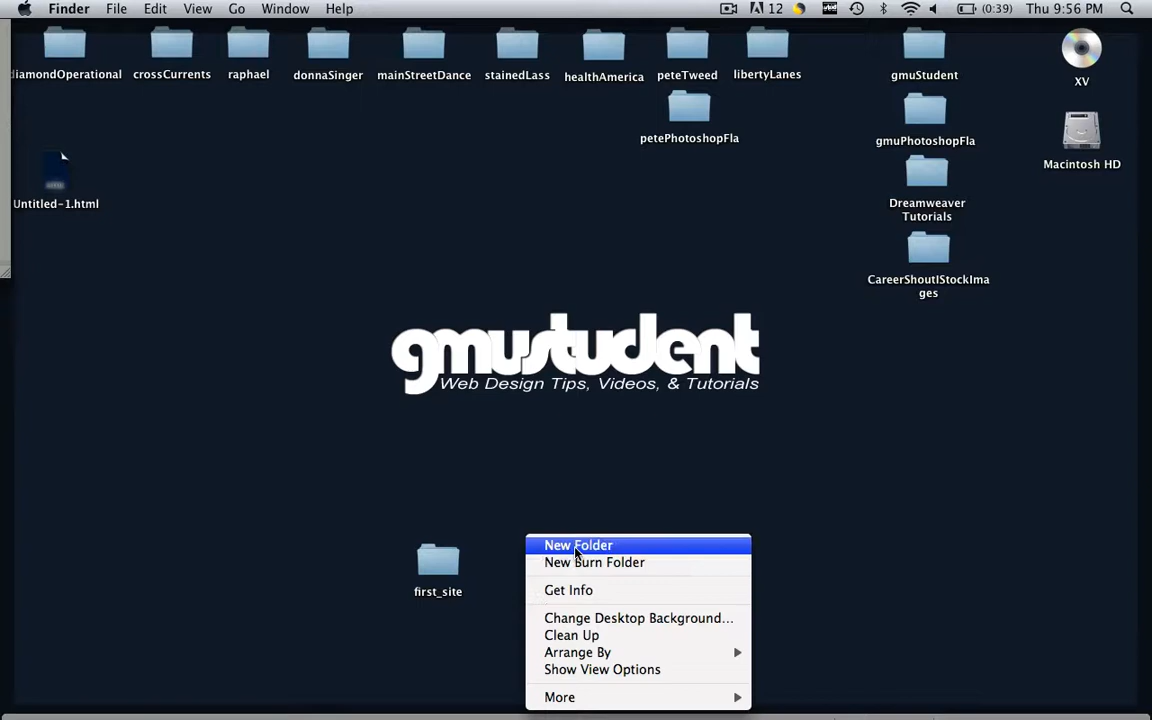 Finder File Edit View Go Window Help 12 (0:39) Thu 9:56 PM
diamondOperational crossCurrents raphael donnaSinger mainStreetDance stainedLass healthAmerica peteTweed libertyLanes gmuStudent XV
petePhotoshopFla gmuPhotoshopFla Macintosh HD
Untitled-1.html Dreamweaver
Tutorials
CareerShoutIStockIma
ges
gmustudent
Web Design Tips, Videos, & Tutorials
first_site
New Folder
New Burn Folder
Get Info
Change Desktop Background...
Clean Up
Arrange By
Show View Options
More